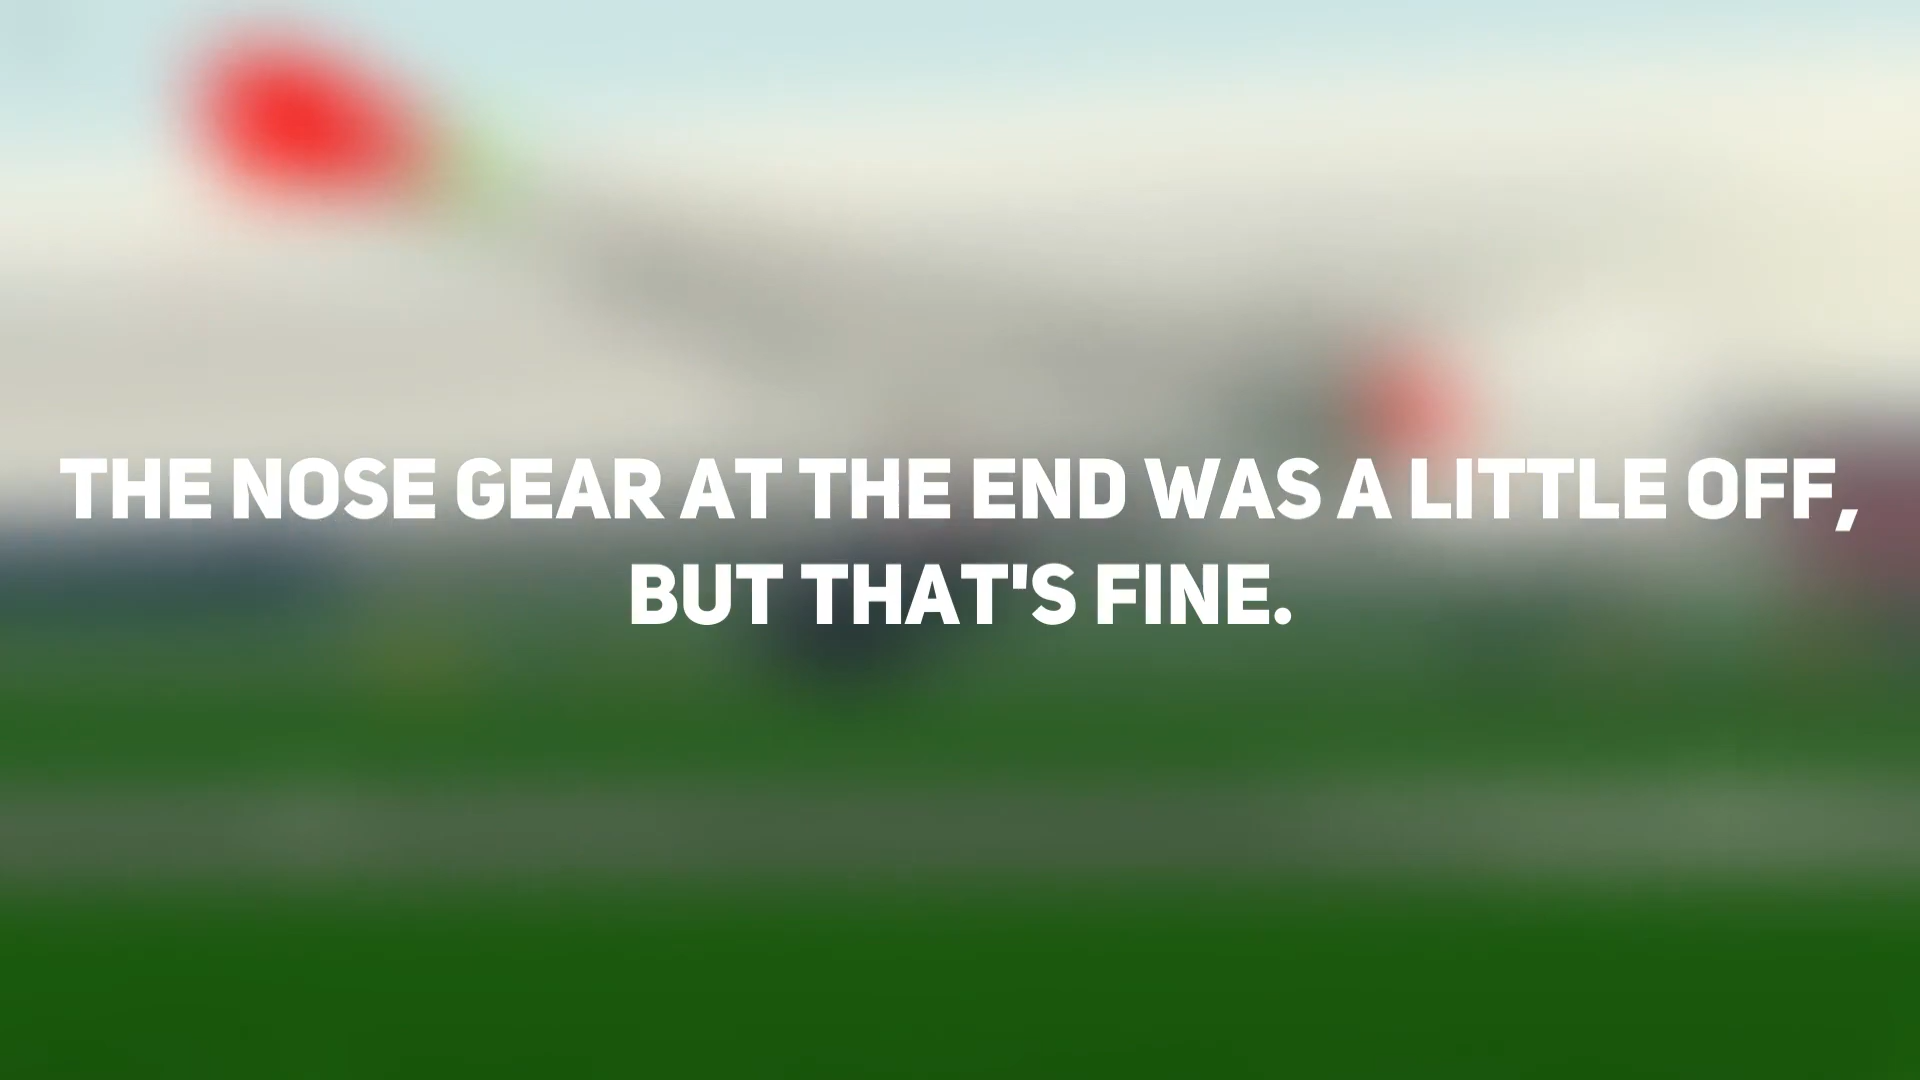 THE NOSE GEAR AT THE END WAS A LITTLE OFF,
BUT THAT'S FINE.